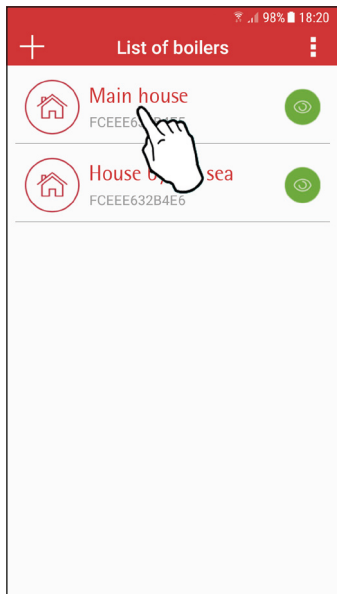 98% 18:20
List of boilers
Main house
House sea
FCEEE632B4E6